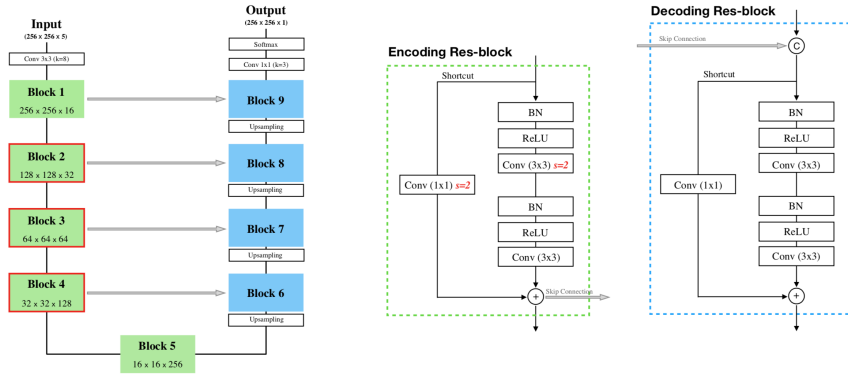 Input
(256 x 256 x 5)
Conv 3x3 (k=8)
Block 1
256 x 256 x 16
Block 2
128 x 128 x 32
Block 3
64 x 64 x 64
Block 4
32 x 32 x 128
Block 5
16 x 16 x 256
Output
(256 x 256 x 1)
Softmax
Conv 1x1 (k=3)
Block 9
Upsampling
Block 8
Upsampling
Block 7
Upsampling
Block 6
Upsampling
Encoding Res-block
Shortcut
BN
ReLU
Conv (3x3) s=2
Conv (1x1) s=2
BN
ReLU
Conv (3x3)
+
Skip Connection
Decoding Res-block
Skip Connection
C
Shortcut
BN
ReLU
Conv (3x3)
Conv (1x1)
BN
ReLU
Conv (3x3)
+